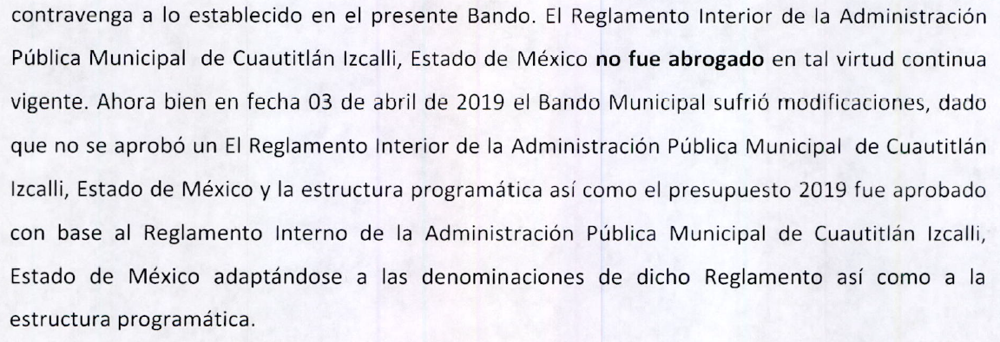 contravenga a lo establecido en el presente Bando. El Reglamento Interior de la Administración
Pública Municipal de Cuautitlán Izcalli, Estado de México no fue abrogado en tal virtud continua
vigente. Ahora bien en fecha 03 de abril de 2019 el Bando Municipal sufrió modificaciones, dado
que no se aprobó un El Reglamento Interior de la Administración Pública Municipal de Cuautitlán
Izcalli, Estado de México y la estructura programática así como el presupuesto 2019 fue aprobado
con base al Reglamento Interno de la Administración Pública Municipal de Cuautitlán Izcalli,
Estado de México adaptándose a las denominaciones de dicho Reglamento así como a la
estructura programática.